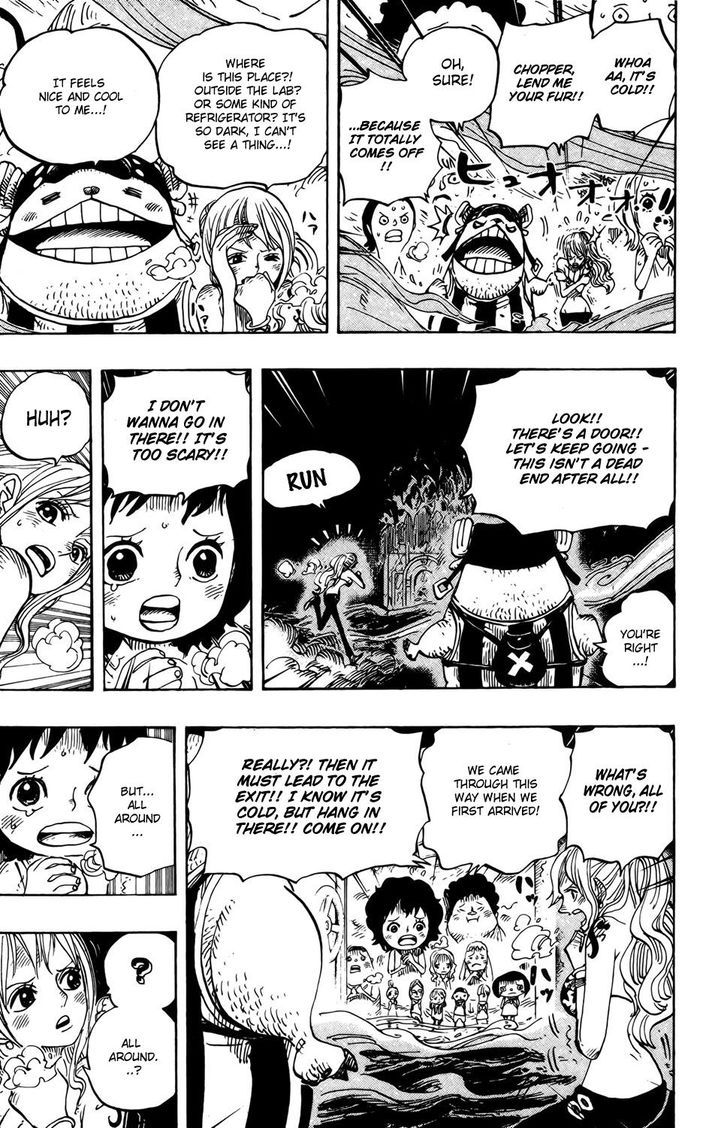 WHOA
AA, IT'S
COLD!!
CHOPPER,
LEND ME
YOUR FUR!!
OH,
SURE!
...BECAUSE
IT TOTALLY
COMES OFF
!!
ヒュオオオ
WHERE
IS THIS PLACE?!
OUTSIDE THE LAB?
OR SOME KIND OF
REFRIGERATOR? IT'S
SO DARK, I CAN'T
SEE A THING...!
IT FEELS
NICE AND COOL
TO ME...!
LOOK!!
THERE'S A DOOR!!
LET'S KEEP GOING -
THIS ISN'T A DEAD
END AFTER ALL!!
RUN
YOU'RE
RIGHT
...!
I DON'T
WANNA GO IN
THERE!! IT'S
TOO SCARY!!
HUH?
WHAT'S
WRONG, ALL
OF YOU?!!
WE CAME
THROUGH THIS
WAY WHEN WE
FIRST ARRIVED!
REALLY?! THEN IT
MUST LEAD TO THE
EXIT!! I KNOW IT'S
COLD, BUT HANG IN
THERE!! COME ON!!
BUT...
ALL
AROUND
...
?
ALL
AROUND.
..?